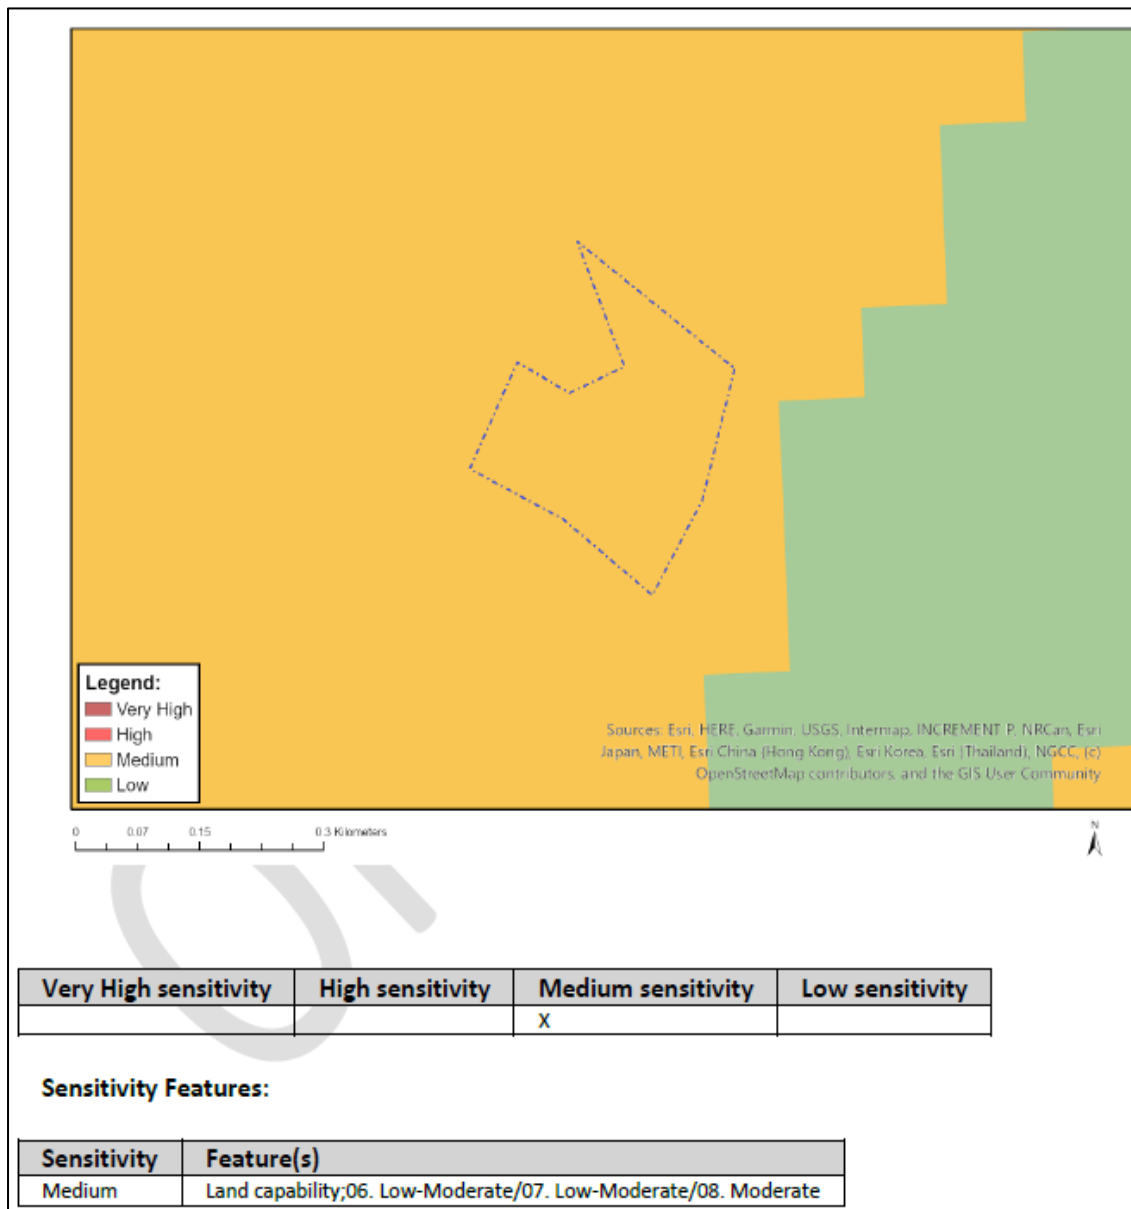 Legend:
Very High
High
Medium
Low
Sources: Esri, HERE, Garmin, USGS, Intermap, INCREMENT P, NRCan, Esri
Japan, METI, Esri China (Hong Kong), Esri Korea, Esri (Thailand), NGCC, (c)
OpenStreetMap contributors, and the GIS User Community
0 0.07 0.15 0.3 Kilometers
N
Very High sensitivity High sensitivity Medium sensitivity Low sensitivity
X
Sensitivity Features:
Sensitivity Feature(s)
Medium Land capability;06. Low-Moderate/07. Low-Moderate/08. Moderate